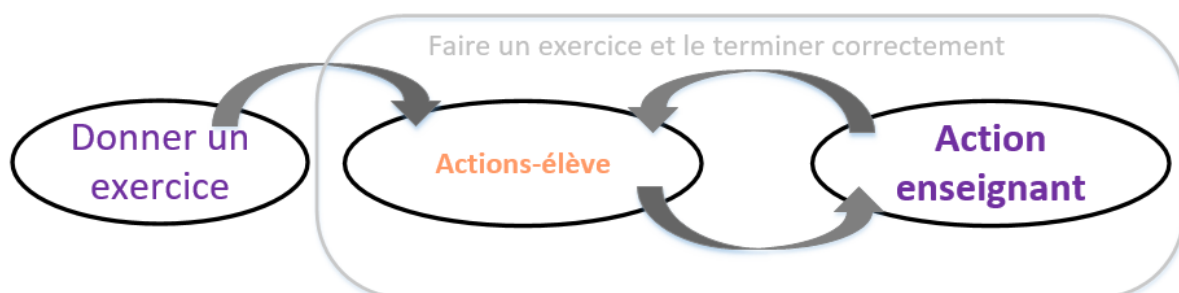 Faire un exercice et le terminer correctement
Donner un
exercice
Actions-élève
Action
enseignant